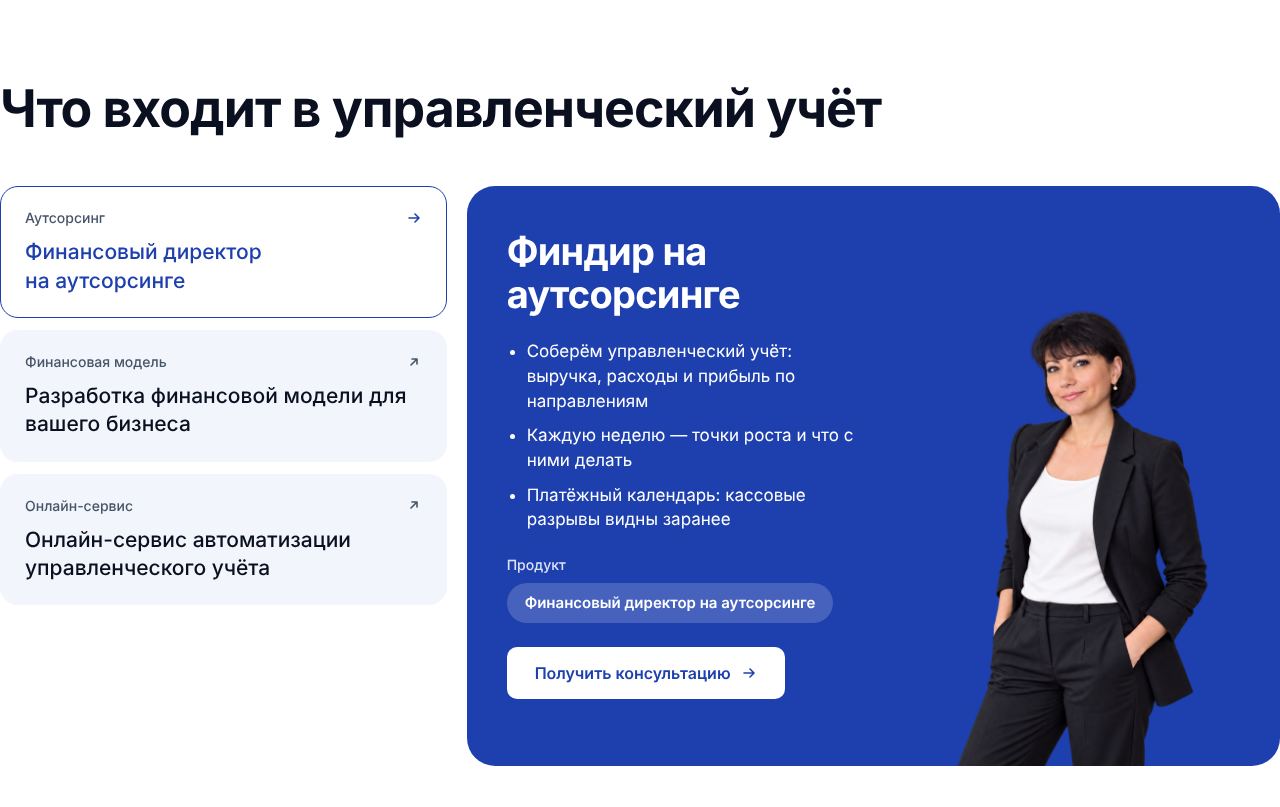 Что входит в управленческий учёт
Аутсорсинг
Финансовый директор
на аутсорсинге
Финансовая модель
Разработка финансовой модели для
вашего бизнеса
Онлайн-сервис
Онлайн-сервис автоматизации
управленческого учёта
Финдир на
аутсорсинге
• Соберём управленческий учёт:
выручка, расходы и прибыль по
направлениям
• Каждую неделю — точки роста и что с
ними делать
• Платёжный календарь: кассовые
разрывы видны заранее
Продукт
Финансовый директор на аутсорсинге
Получить консультацию